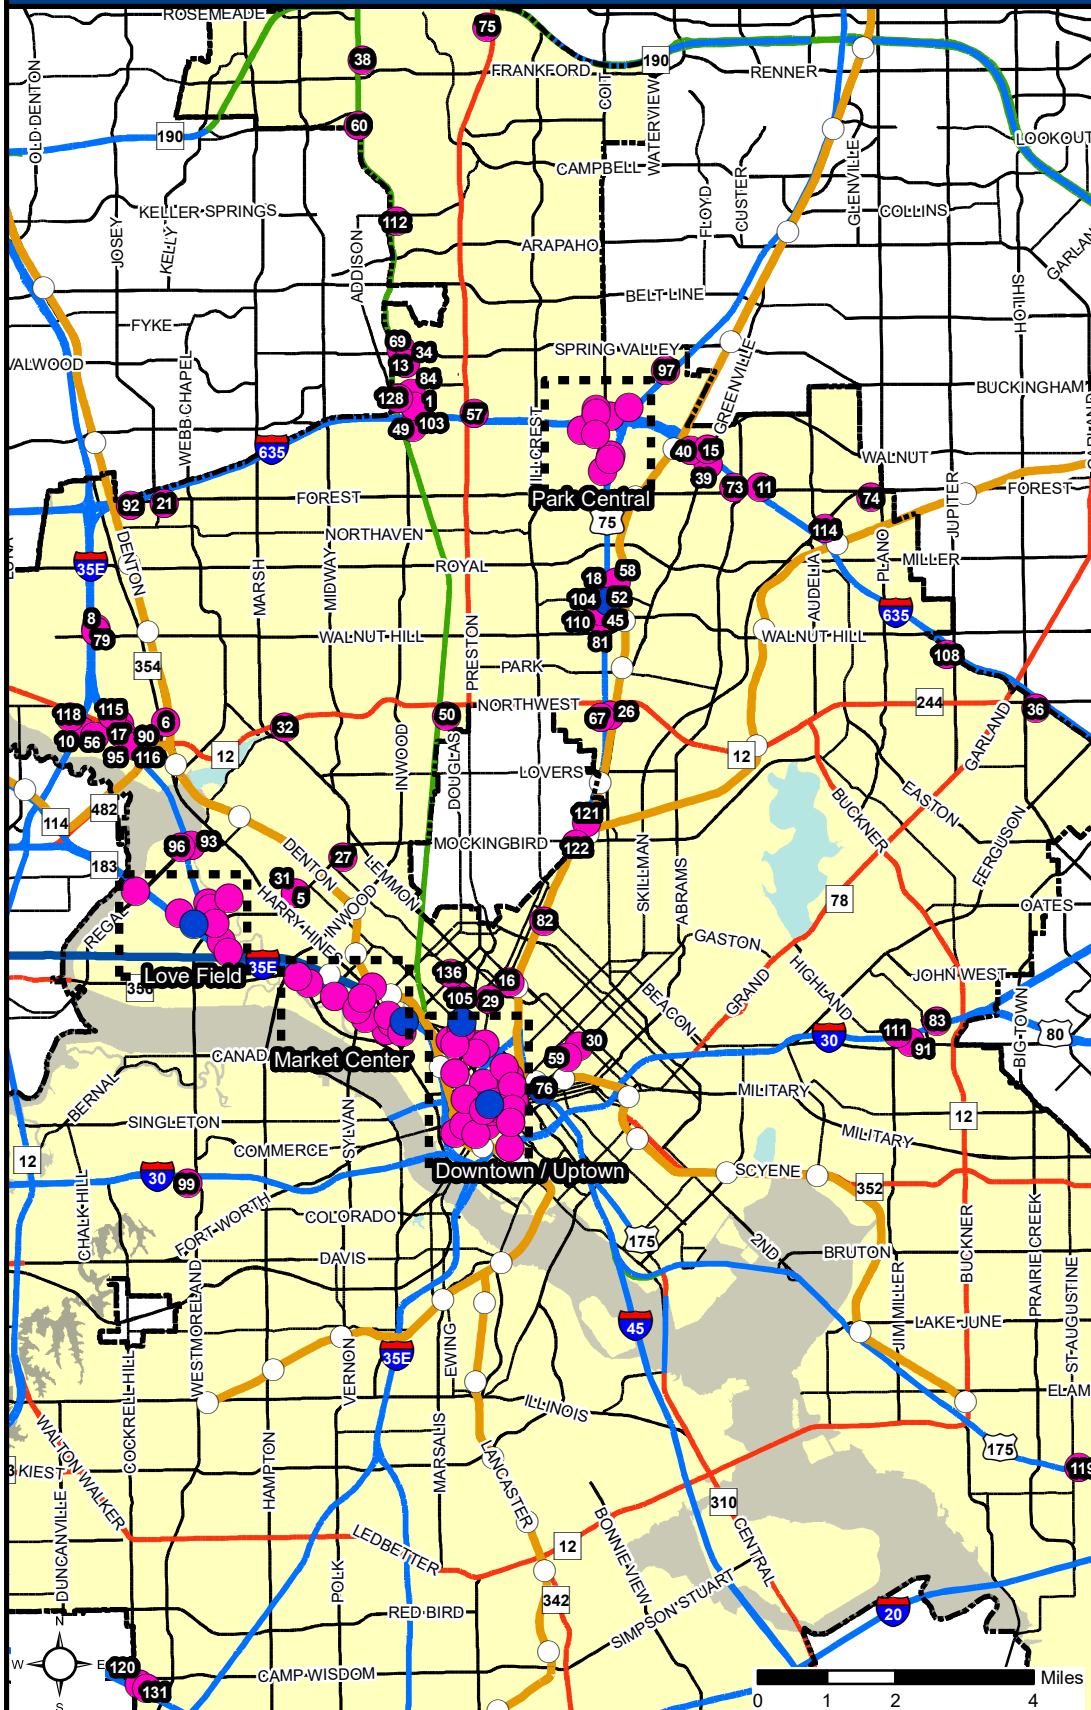 ROSEMEADE
75
38
FRANKFORD
190
RENNER
OLD DENTON
COIT
WATERVIEW
60
190
LOOKOUT
CAMPBELL
GLENVILLE
KELLER SPRINGS
JOSEY
KELLY
112
FLOYD
CUSTER
COLLINS
ARAPAHO
ADDISON
BELT LINE
SHILOH
FYKE
69
34
13
SPRING VALLEY
VALWOOD
WEBB CHAPEL
84
97
GREENVILLE
BUCKINGHAM
128
1
57
103
49
635
40
15
WALNUT
39
Park Central
FOREST
73
11
74
FOREST
92
21
75
JUPITER
NORTHAVEN
114
DENTON
ROYAL
MILLER
35E
MARSH
MIDWAY
18
58
AUDELIA
PLANO
104
52
635
8
79
WALNUT HILL
110
45
81
WALNUT HILL
108
354
PRESTON
PARK
118
115
6
50
NORTHWEST
67
26
244
36
10
56
17
90
32
95
116
12
12
GARLAND
INWOOD
DOUGLAS
LOVERS
482
114
121
BUCKNER
EASTON
183
96
93
27
MOCKINGBIRD
122
FERGUSON
31
5
DENTON
LEMMON
SKILLMAN
ABRAMS
REGAL
HARRY HINES
INWOOD
82
78
OATES
GASTON
Love Field
35E
136
16
GRAND
HIGHLAND
JOHN WEST
105
29
BEACON
BIG TOWN
Market Center
30
59
30
111
83
91
80
BERNAL
76
MILITARY
12
SINGLETON
SYLVAN
COMMERCE
MILITARY
12
30
99
Downtown / Uptown
SCYENE
352
CHALK HILL
FORT WORTH
COLORADO
175
2ND
BRUTON
DAVIS
BUCKNER
PRAIRIE CREEK
ST AUGUSTINE
WESTMORELAND
JIM MILLER
LAKE JUNE
45
35E
VERNON
EWING
COCKRELL HILL
ILLINOIS
ELAM
WALTON WALKER
HAMPTON
MARSALIS
LANCASTER
175
119
KIEST
310
DUNCANVILLE
LEDBETTER
12
BONNIE VIEW
CENTRAL
POLK
342
SIMPSON STUART
RED BIRD
20
N
W
E
S
120
131
CAMP WISDOM
Miles
0
1
2
4